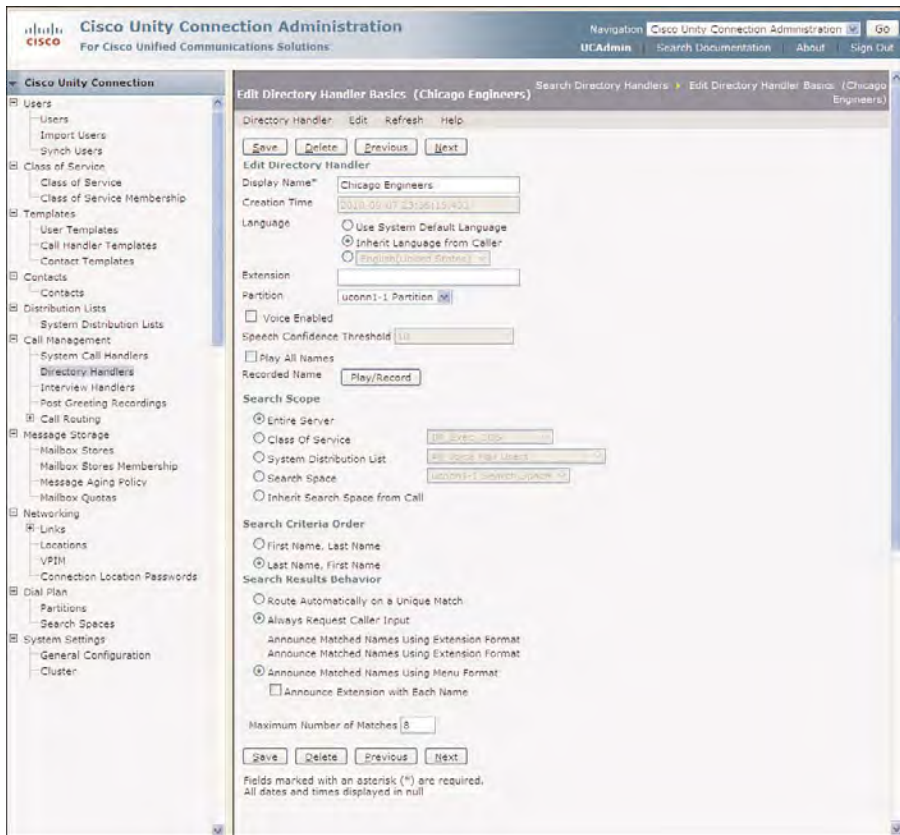 Cisco Unity Connection Administration
For Cisco Unified Communications Solutions
CISCO
Navigation Cisco Unity Connection Administration Go
UCAdmin Search Documentation About Sign Out
Cisco Unity Connection
Users
Users
Import Users
Synch Users
Class of Service
Class of Service
Class of Service Membership
Templates
User Templates
Call Handler Templates
Contact Templates
Contacts
Contacts
Distribution Lists
System Distribution Lists
Call Management
System Call Handlers
Directory Handlers
Interview Handlers
Post Greeting Recordings
Call Routing
Message Storage
Mailbox Stores
Mailbox Stores Membership
Message Aging Policy
Mailbox Quotas
Networking
Links
Locations
VPIM
Connection Location Passwords
Dial Plan
Partitions
Search Spaces
System Settings
General Configuration
Cluster
Edit Directory Handler Basics (Chicago Engineers)
Search Directory Handlers Edit Directory Handler Basics (Chicago
Engineers)
Directory Handler Edit Refresh Help
Save Delete Previous Next
Edit Directory Handler
Display Name* Chicago Engineers
Creation Time
Language
Use System Default Language
Inherit Language from Caller
English(United States)
Extension
Partition uconn1-1 Partition
Voice Enabled
Speech Confidence Threshold 10
Play All Names
Recorded Name Play/Record
Search Scope
Entire Server
Class Of Service
System Distribution List All Voice Mail Users
Search Space uconn1-1 Search Space
Inherit Search Space from Call
Search Criteria Order
First Name, Last Name
Last Name, First Name
Search Results Behavior
Route Automatically on a Unique Match
Always Request Caller Input
Announce Matched Names Using Extension Format
Announce Matched Names Using Extension Format
Announce Matched Names Using Menu Format
Announce Extension with Each Name
Maximum Number of Matches 8
Save Delete Previous Next
Fields marked with an asterisk (*) are required.
All dates and times displayed in null